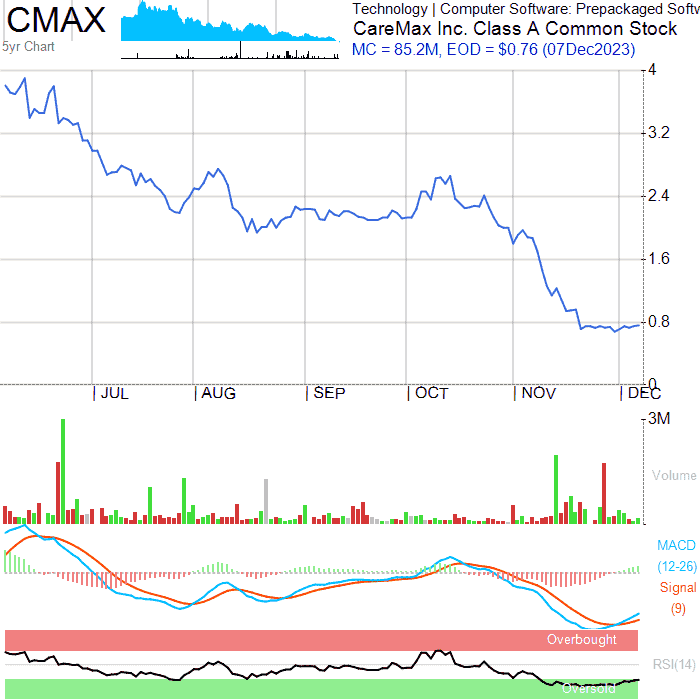 CMAX
5yr Chart
Technology | Computer Software: Prepackaged Softw
CareMax Inc. Class A Common Stock
MC = 85.2M, EOD = $0.76 (07Dec2023)
4
3.2
2.4
1.6
0.8
0
JUL AUG SEP OCT NOV DEC
3M
Volume
MACD
(12-26)
Signal
(9)
Overbought
RSI(14)
Oversold